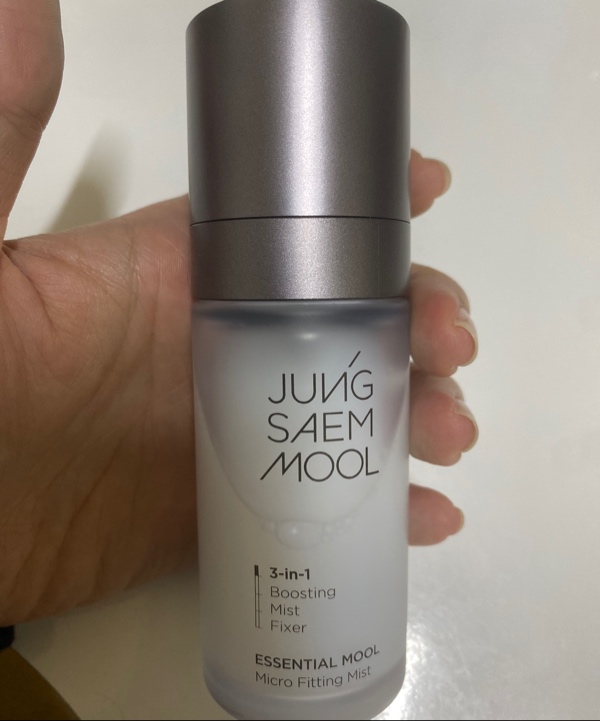 JUNG
SAEM
MOOL
3-in-1
Boosting
Mist
Fixer
ESSENTIAL MOOL
Micro Fitting Mist